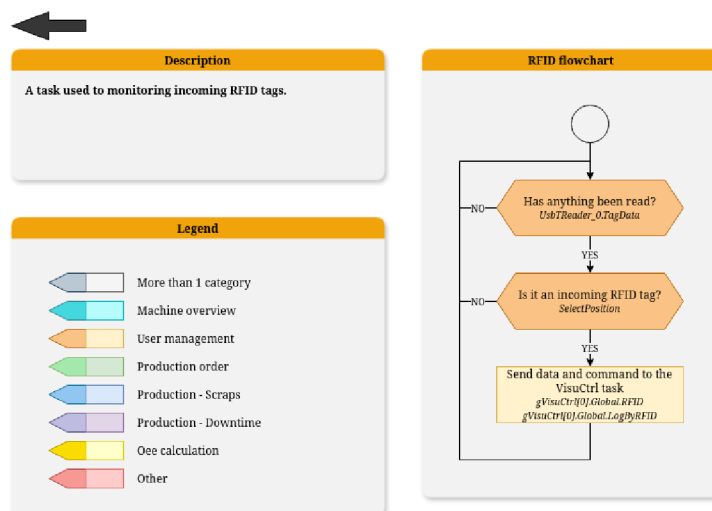 Description
A task used to monitoring incoming RFID tags.
Legend
More than 1 category
Machine overview
User management
Production order
Production - Scraps
Production - Downtime
Oee calculation
Other
RFID flowchart
Has anything been read?
UsbTReader_0.TagData
NO
YES
Is it an incoming RFID tag?
SelectPosition
NO
YES
Send data and command to the
VisuCtrl task
gVisuCtrl[0].Global.RFID
gVisuCtrl[0].Global.LogByRFID